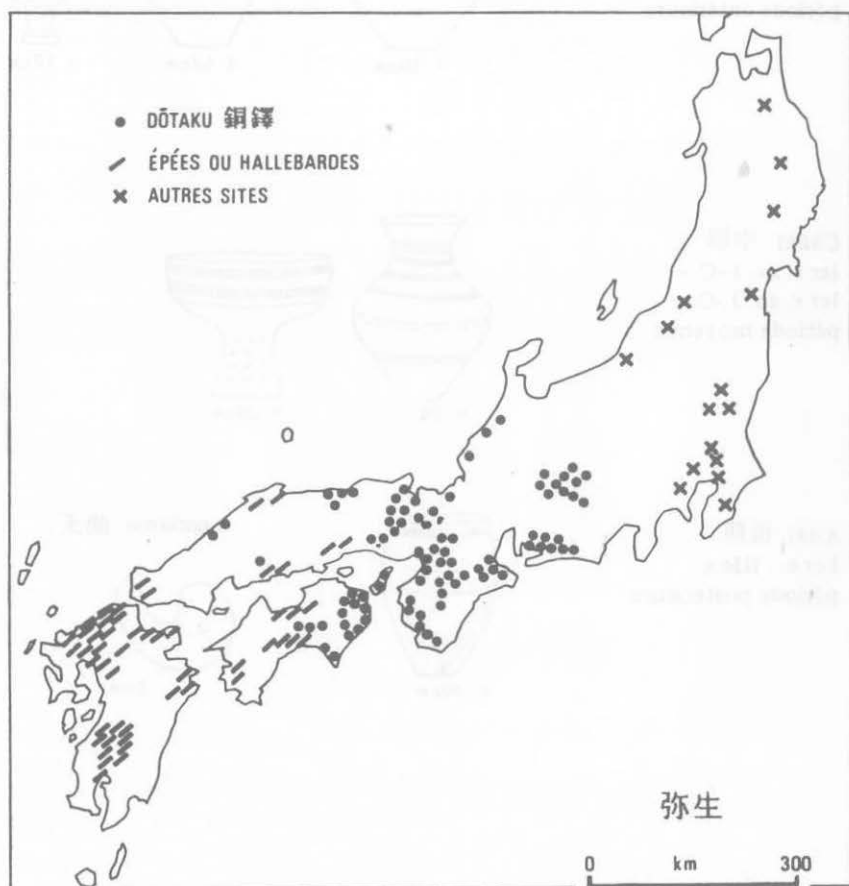 ● DŌTAKU 銅鐸
ÉPÉES OU HALLEBARDES
× AUTRES SITES
弥生
0 km 300